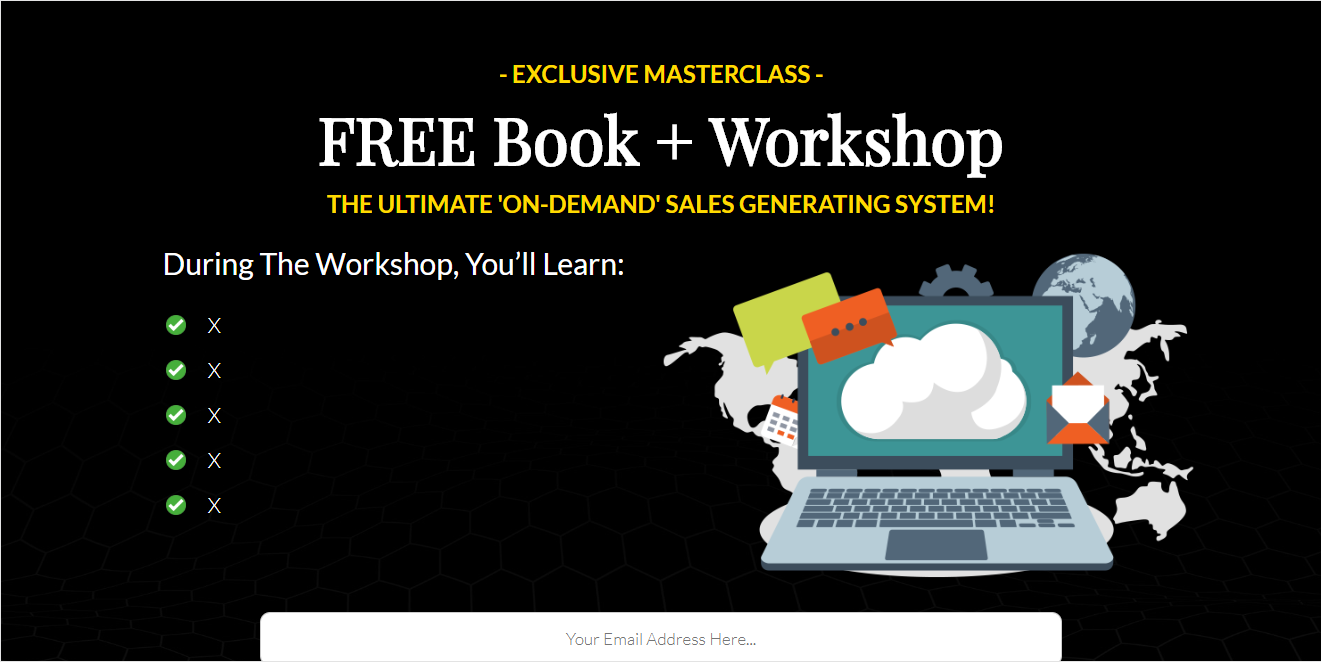 - EXCLUSIVE MASTERCLASS -
FREE Book + Workshop
THE ULTIMATE 'ON-DEMAND' SALES GENERATING SYSTEM!
During The Workshop, You’ll Learn:
X
X
X
X
X
Your Email Address Here...